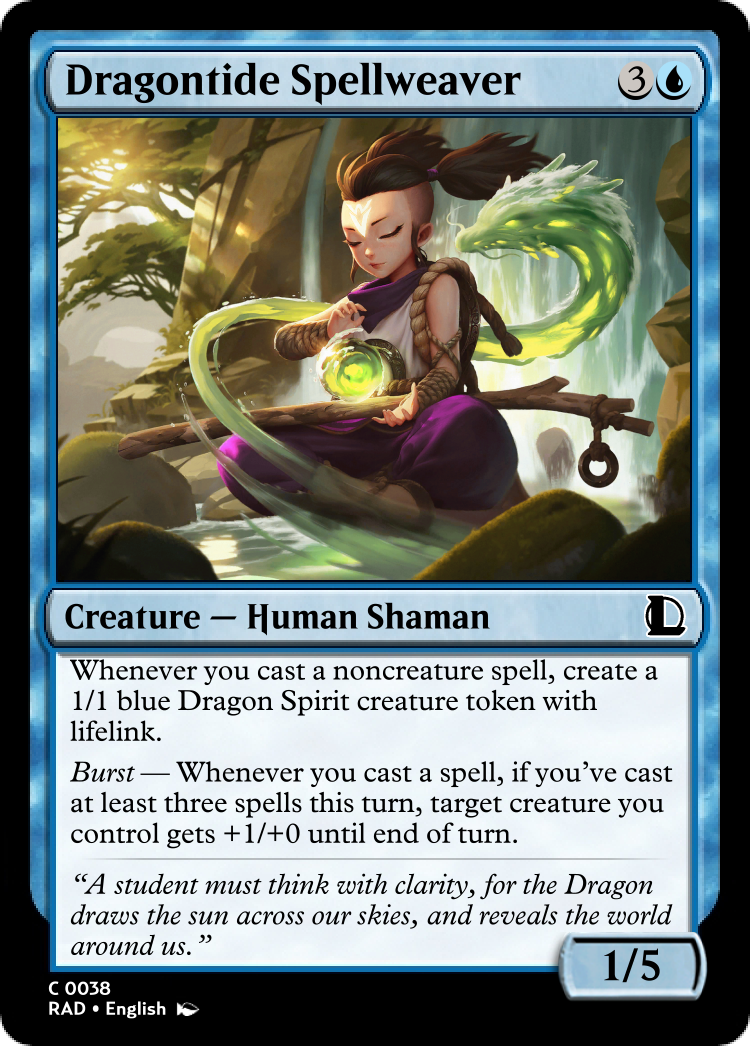 Dragontide Spellweaver 3
Creature — Human Shaman
Whenever you cast a noncreature spell, create a
1/1 blue Dragon Spirit creature token with
lifelink.
Burst — Whenever you cast a spell, if you’ve cast
at least three spells this turn, target creature you
control gets +1/+0 until end of turn.
“A student must think with clarity, for the Dragon
draws the sun across our skies, and reveals the world
around us.”
1/5
C 0038
RAD • English